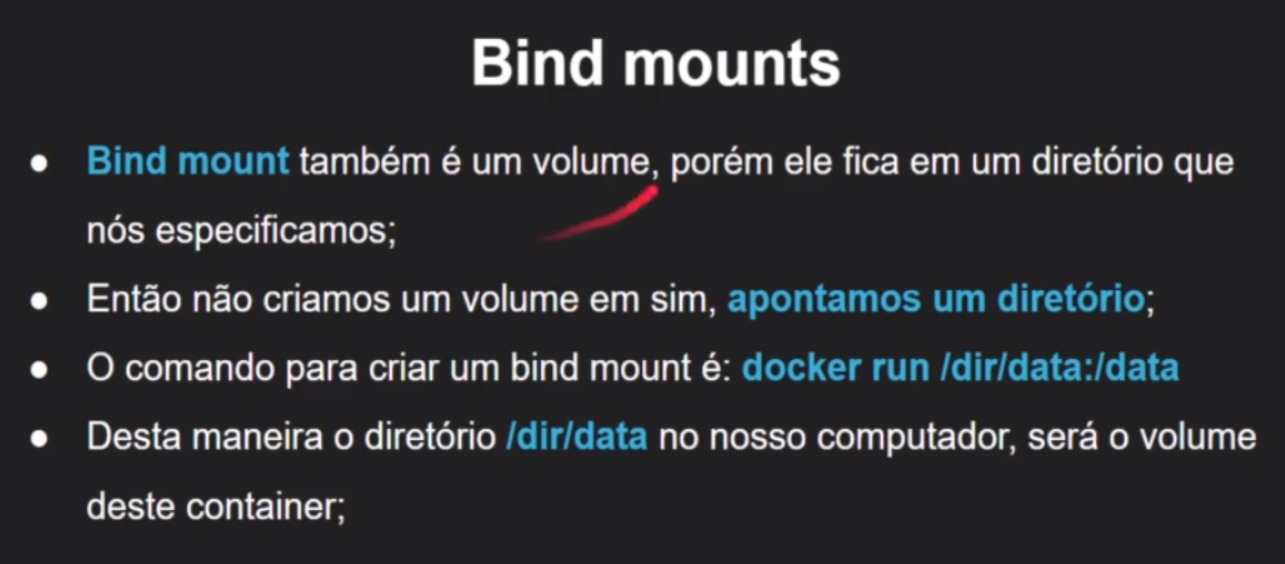 Bind mounts
● Bind mount também é um volume, porém ele fica em um diretório que
nós especificamos;
● Então não criamos um volume em sim, apontamos um diretório;
● O comando para criar um bind mount é: docker run /dir/data:/data
● Desta maneira o diretório /dir/data no nosso computador, será o volume
deste container;